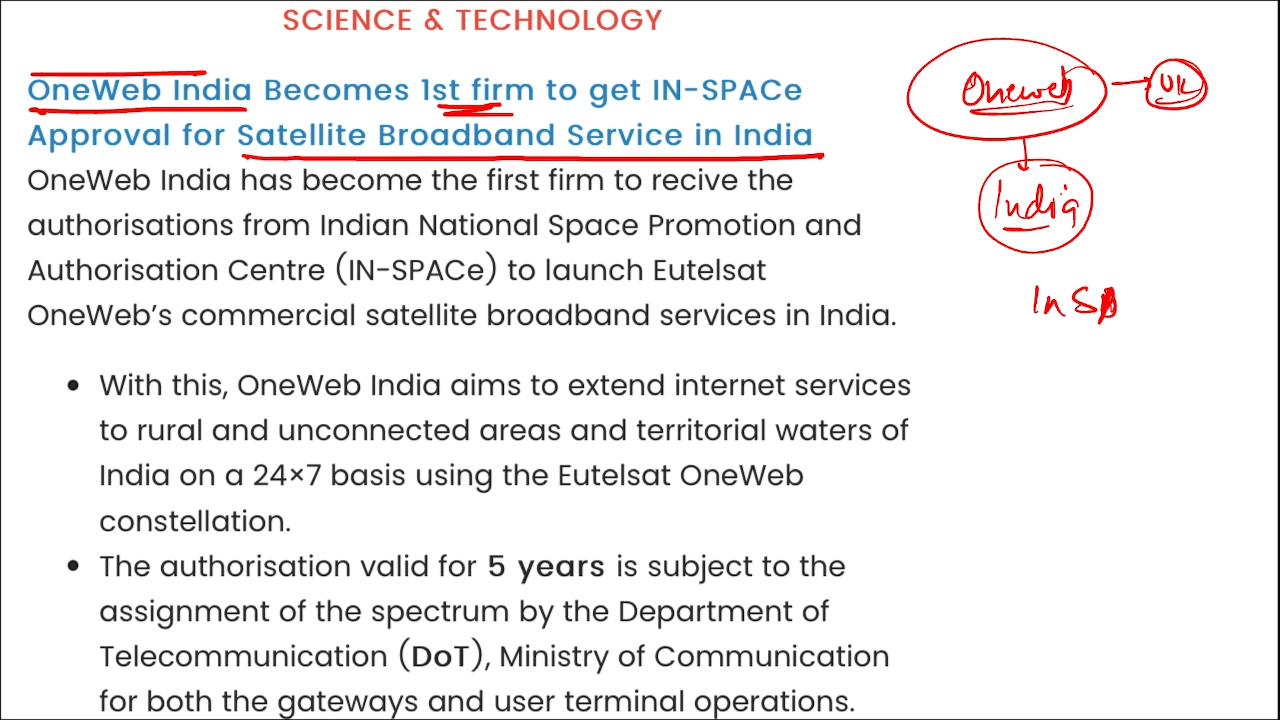 SCIENCE & TECHNOLOGY
OneWeb India Becomes 1st firm to get IN-SPACe
Approval for Satellite Broadband Service in India
OneWeb India has become the first firm to recive the
authorisations from Indian National Space Promotion and
Authorisation Centre (IN-SPACe) to launch Eutelsat
OneWeb’s commercial satellite broadband services in India.
• With this, OneWeb India aims to extend internet services
to rural and unconnected areas and territorial waters of
India on a 24×7 basis using the Eutelsat OneWeb
constellation.
• The authorisation valid for 5 years is subject to the
assignment of the spectrum by the Department of
Telecommunication (DoT), Ministry of Communication
for both the gateways and user terminal operations.
Oneweb
UK
India